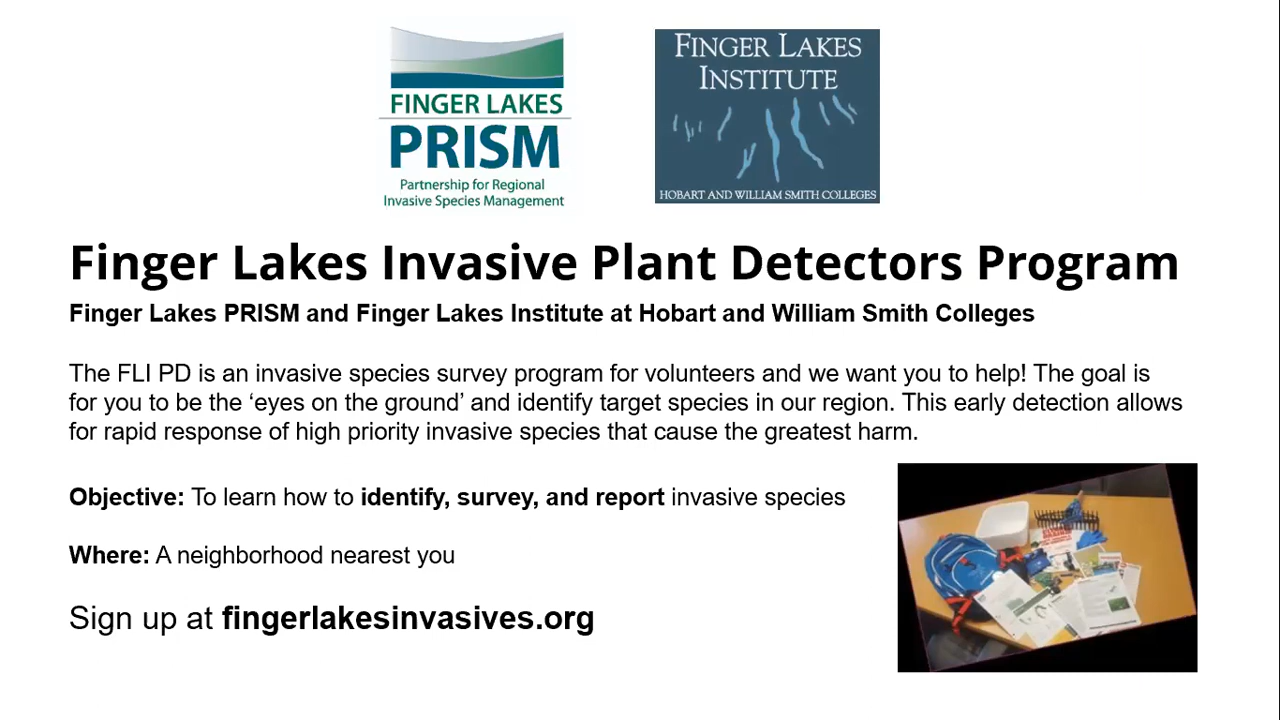 FINGER LAKES
PRISM
Partnership for Regional
Invasive Species Management
FINGER LAKES
INSTITUTE
HOBART AND WILLIAM SMITH COLLEGES
Finger Lakes Invasive Plant Detectors Program
Finger Lakes PRISM and Finger Lakes Institute at Hobart and William Smith Colleges
The FLI PD is an invasive species survey program for volunteers and we want you to help! The goal is
for you to be the ‘eyes on the ground’ and identify target species in our region. This early detection allows
for rapid response of high priority invasive species that cause the greatest harm.
Objective: To learn how to identify, survey, and report invasive species
Where: A neighborhood nearest you
Sign up at fingerlakesinvasives.org